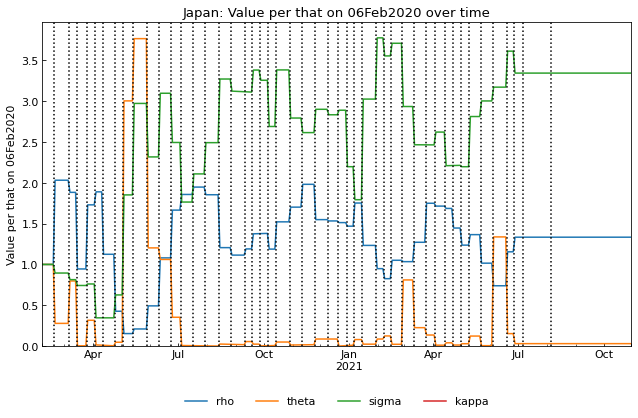 Japan: Value per that on 06Feb2020 over time
Value per that on 06Feb2020
3.5
3.0
2.5
2.0
1.5
1.0
0.5
0.0
Apr Jul Oct Jan Apr Jul Oct
2021
rho theta sigma kappa